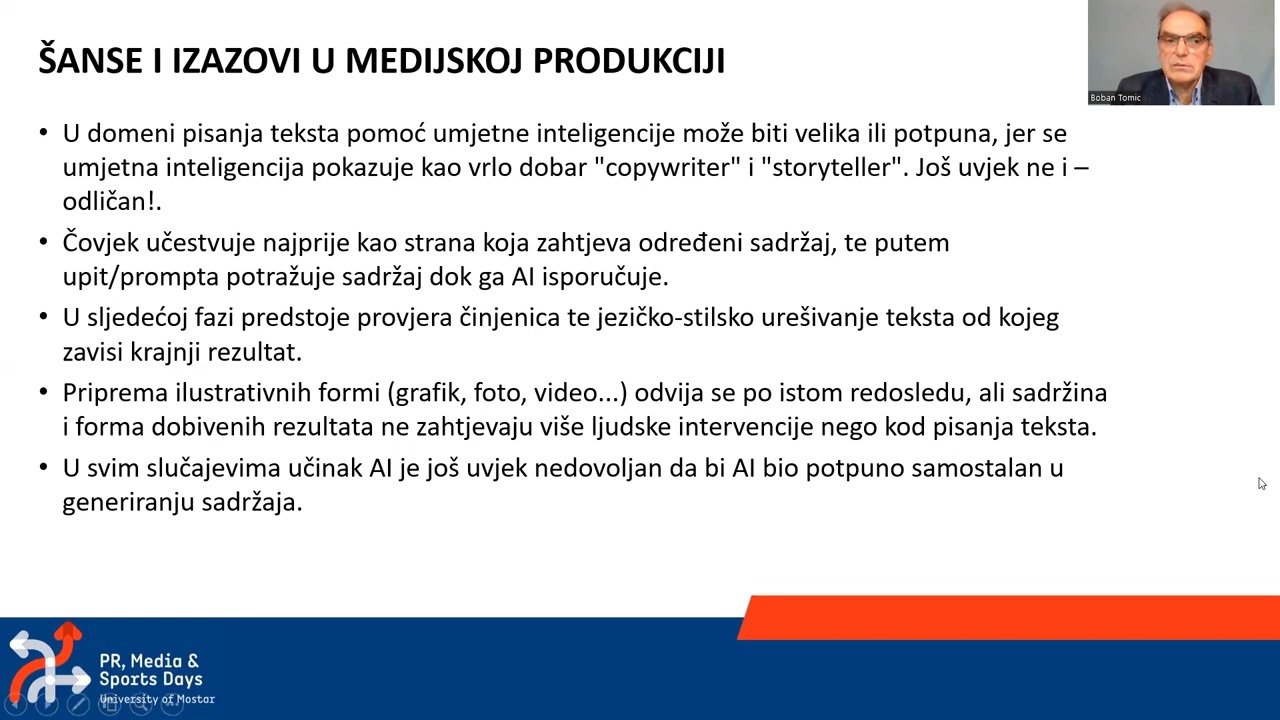 ŠANSE I IZAZOVI U MEDIJSKOJ PRODUKCIJI
Boban Tomic
• U domeni pisanja teksta pomoć umjetne inteligencije može biti velika ili potpuna, jer se
umjetna inteligencija pokazuje kao vrlo dobar "copywriter" i "storyteller". Još uvjek ne i –
odličan!.
• Čovjek učestvuje najprije kao strana koja zahtjeva određeni sadržaj, te putem
upit/prompta potražuje sadržaj dok ga AI isporučuje.
• U sljedećoj fazi predstoje provjera činjenica te jezičko-stilsko urešivanje teksta od kojeg
zavisi krajnji rezultat.
• Priprema ilustrativnih formi (grafik, foto, video...) odvija se po istom redosledu, ali sadržina
i forma dobivenih rezultata ne zahtjevaju više ljudske intervencije nego kod pisanja teksta.
• U svim slučajevima učinak AI je još uvjek nedovoljan da bi AI bio potpuno samostalan u
generiranju sadržaja.
PR, Media &
Sports Days
University of Mostar